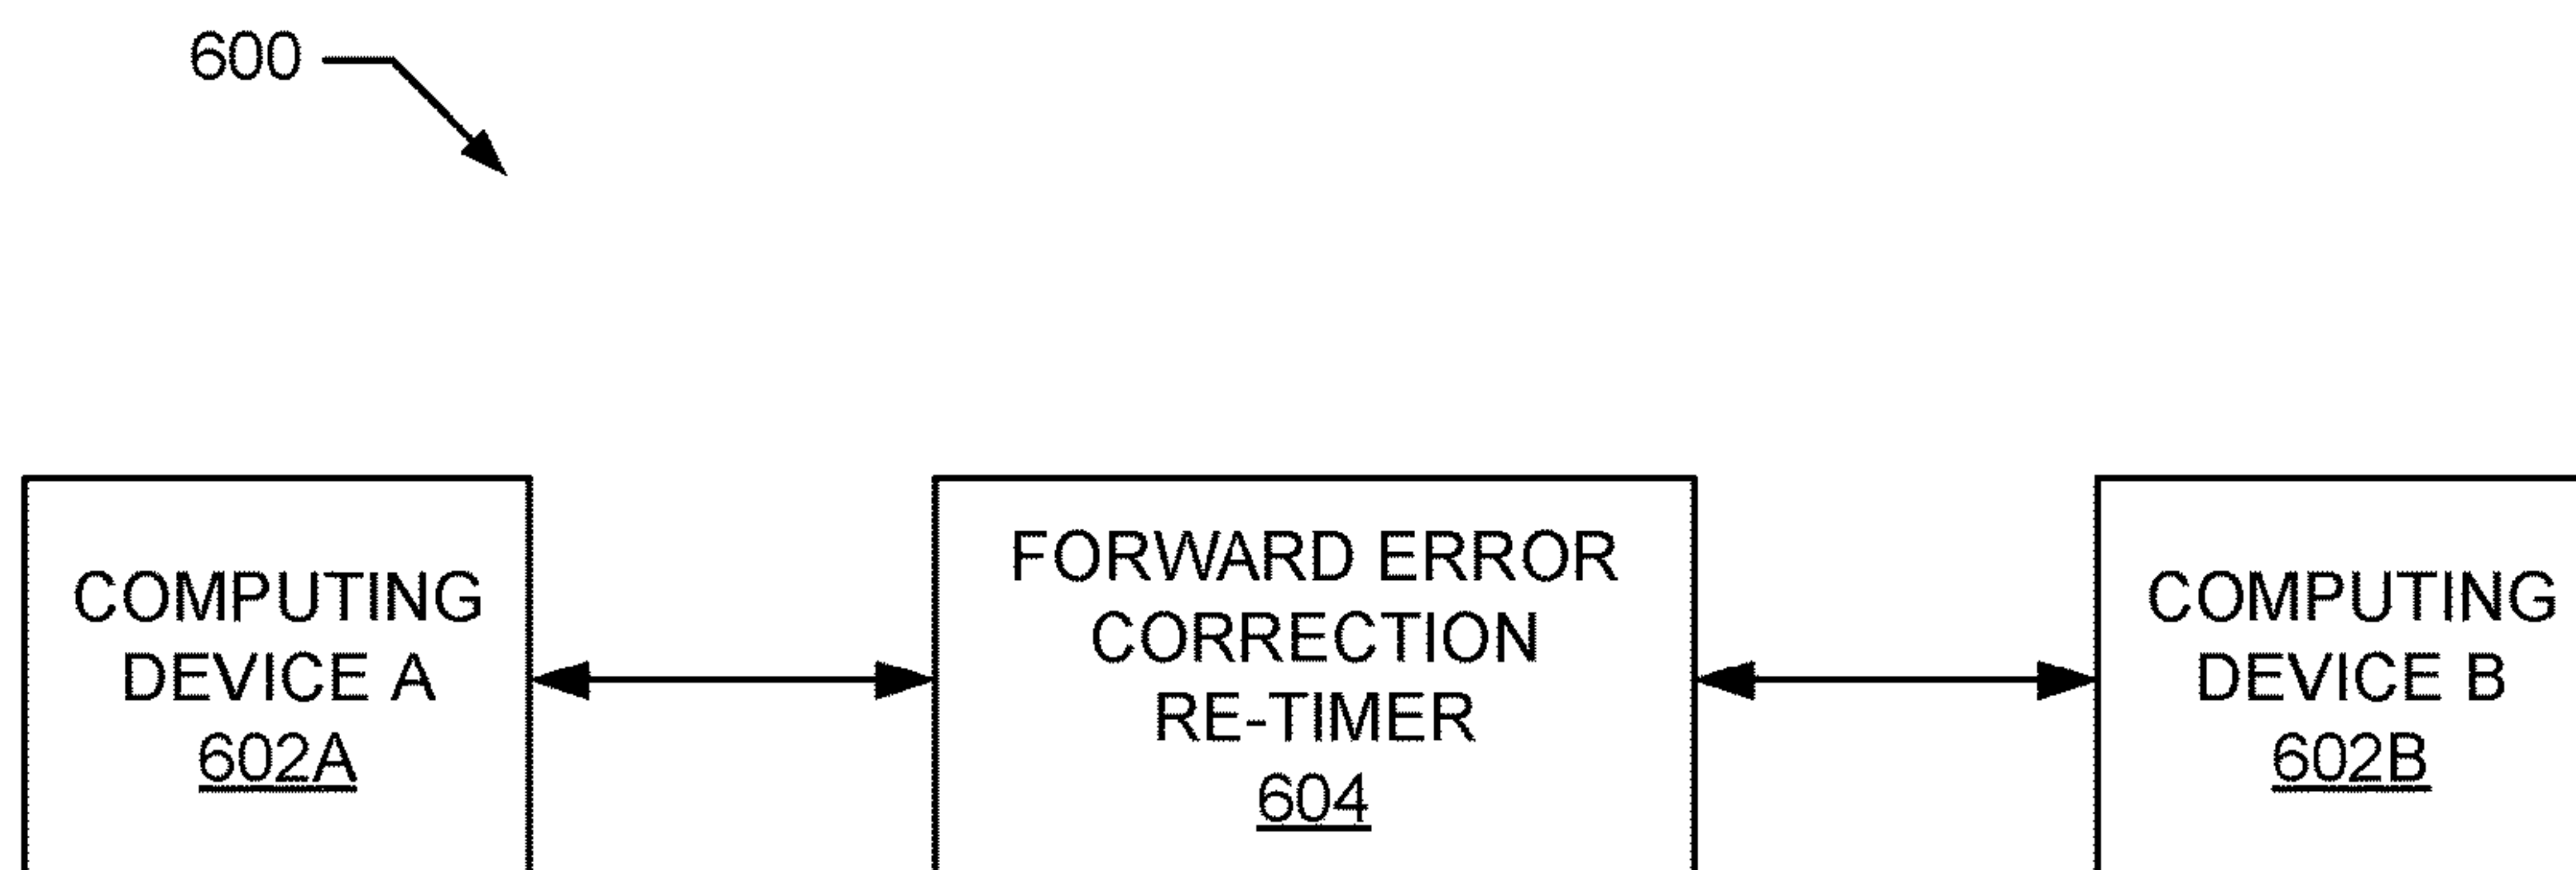 600
COMPUTING
DEVICE A
602A
FORWARD ERROR
CORRECTION
RE-TIMER
604
COMPUTING
DEVICE B
602B